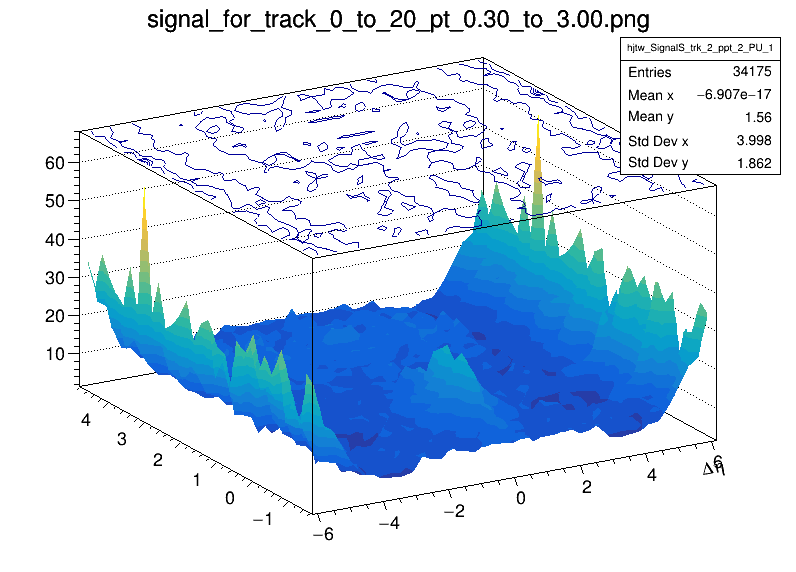 signal_for_track_0_to_20_pt_0.30_to_3.00.png
hjtw_SignalS_trk_2_ppt_2_PU_1
Entries 34175
Mean x −6.907e−17
Mean y 1.56
Std Dev x 3.998
Std Dev y 1.862
60
50
40
30
20
10
4
3
2
1
0
−1
−6
−4
−2
0
2
4
6
Δη